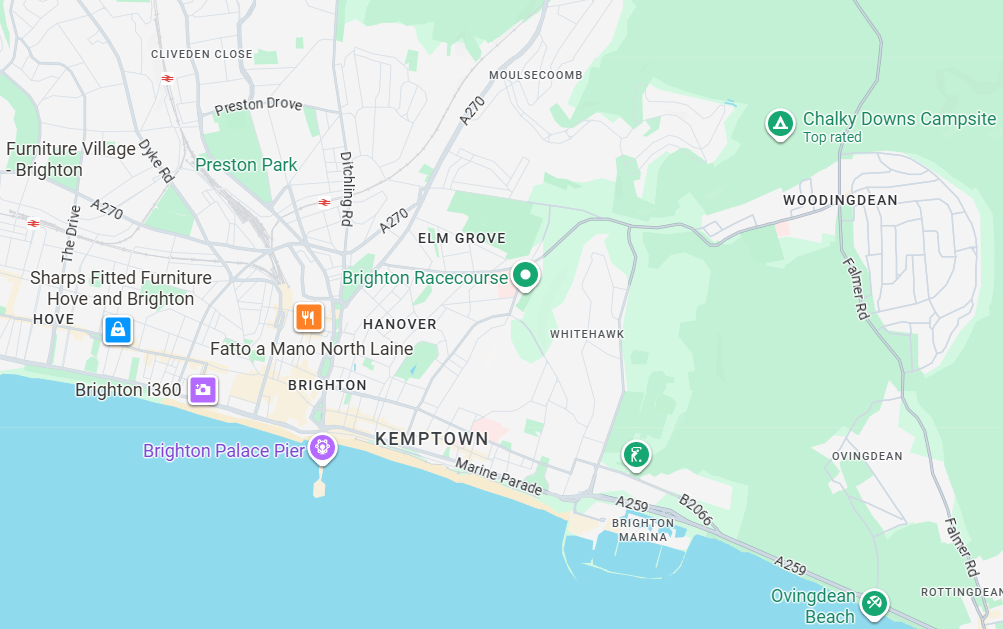 CLIVEDEN CLOSE
MOULSECOOMB
Preston Drove
A270
Chalky Downs Campsite
Top rated
Furniture Village
- Brighton
Dyke Rd
Preston Park
Ditchling Rd
WOODINGDEAN
A270
The Drive
A270
ELM GROVE
Sharps Fitted Furniture
Hove and Brighton
Brighton Racecourse
Falmer Rd
HOVE
HANOVER
WHITEHAWK
Fatto a Mano North Laine
Brighton i360
BRIGHTON
KEMPTOWN
Brighton Palace Pier
OVINGDEAN
Marine Parade
A259
B2066
BRIGHTON
MARINA
Falmer Rd
A259
Ovingdean
Beach
ROTTINGDEAN